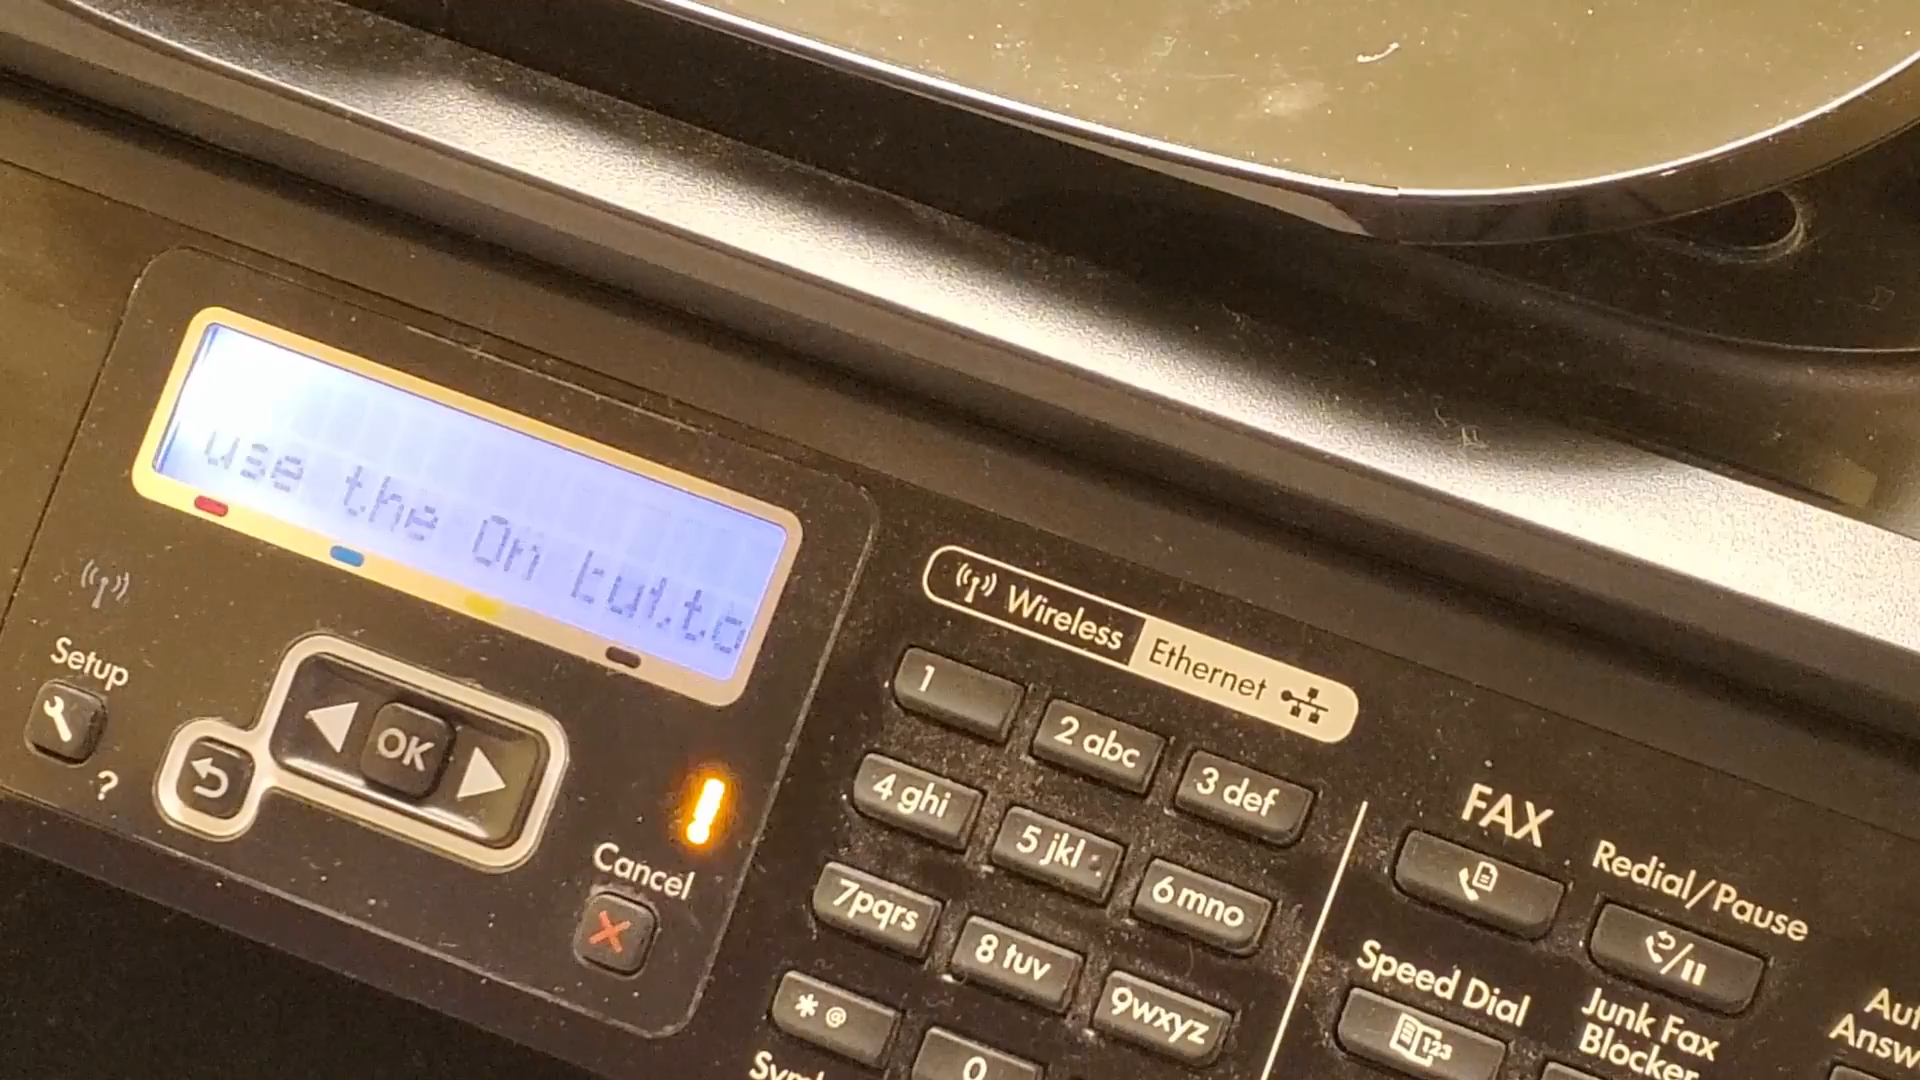 use the On butto
Wireless Ethernet
Setup
OK
?
Cancel
1
2 abc
3 def
4 ghi
5 jkl
6 mno
7pqrs
8 tuv
9wxyz
* @
0
FAX
Redial/Pause
Speed Dial
123
Junk Fax
Blocker